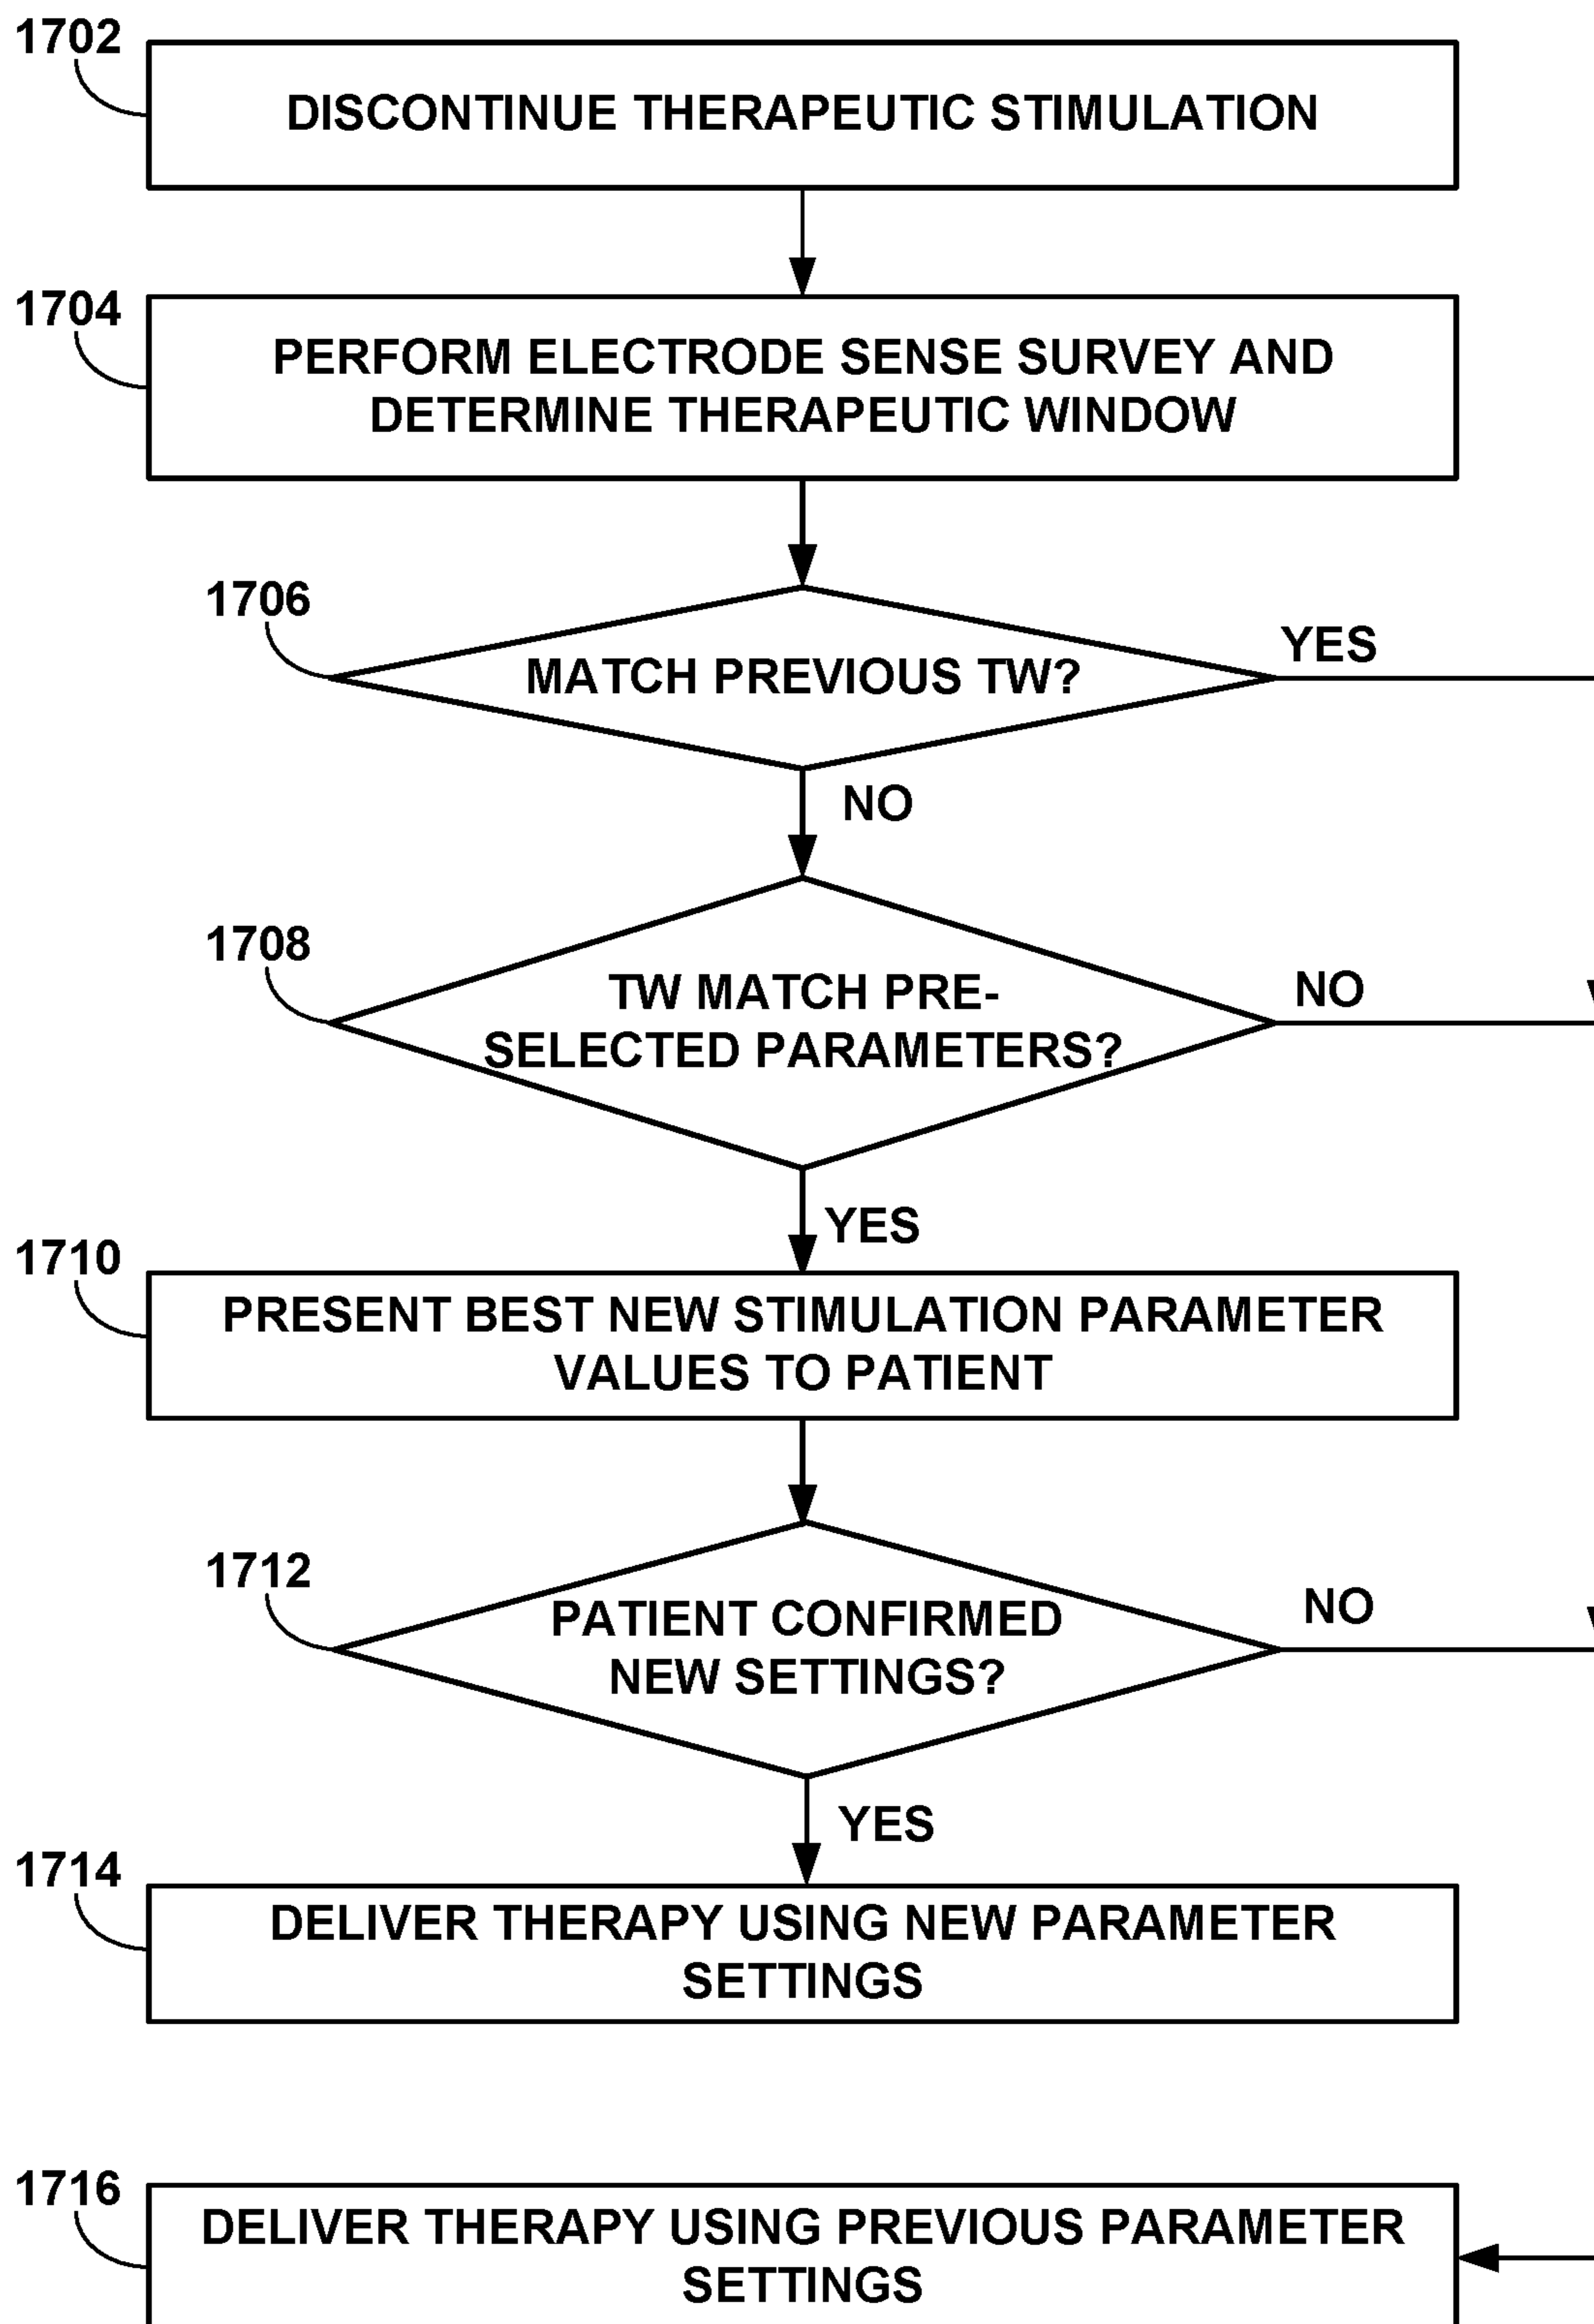 1702
DISCONTINUE THERAPEUTIC STIMULATION
1704
PERFORM ELECTRODE SENSE SURVEY AND
DETERMINE THERAPEUTIC WINDOW
1706
MATCH PREVIOUS TW?
YES
NO
1708
TW MATCH PRE-
SELECTED PARAMETERS?
NO
YES
1710
PRESENT BEST NEW STIMULATION PARAMETER
VALUES TO PATIENT
1712
PATIENT CONFIRMED
NEW SETTINGS?
NO
YES
1714
DELIVER THERAPY USING NEW PARAMETER
SETTINGS
1716
DELIVER THERAPY USING PREVIOUS PARAMETER
SETTINGS